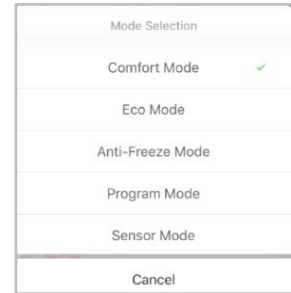 Mode Selection
Comfort Mode
Eco Mode
Anti-Freeze Mode
Program Mode
Sensor Mode
Cancel